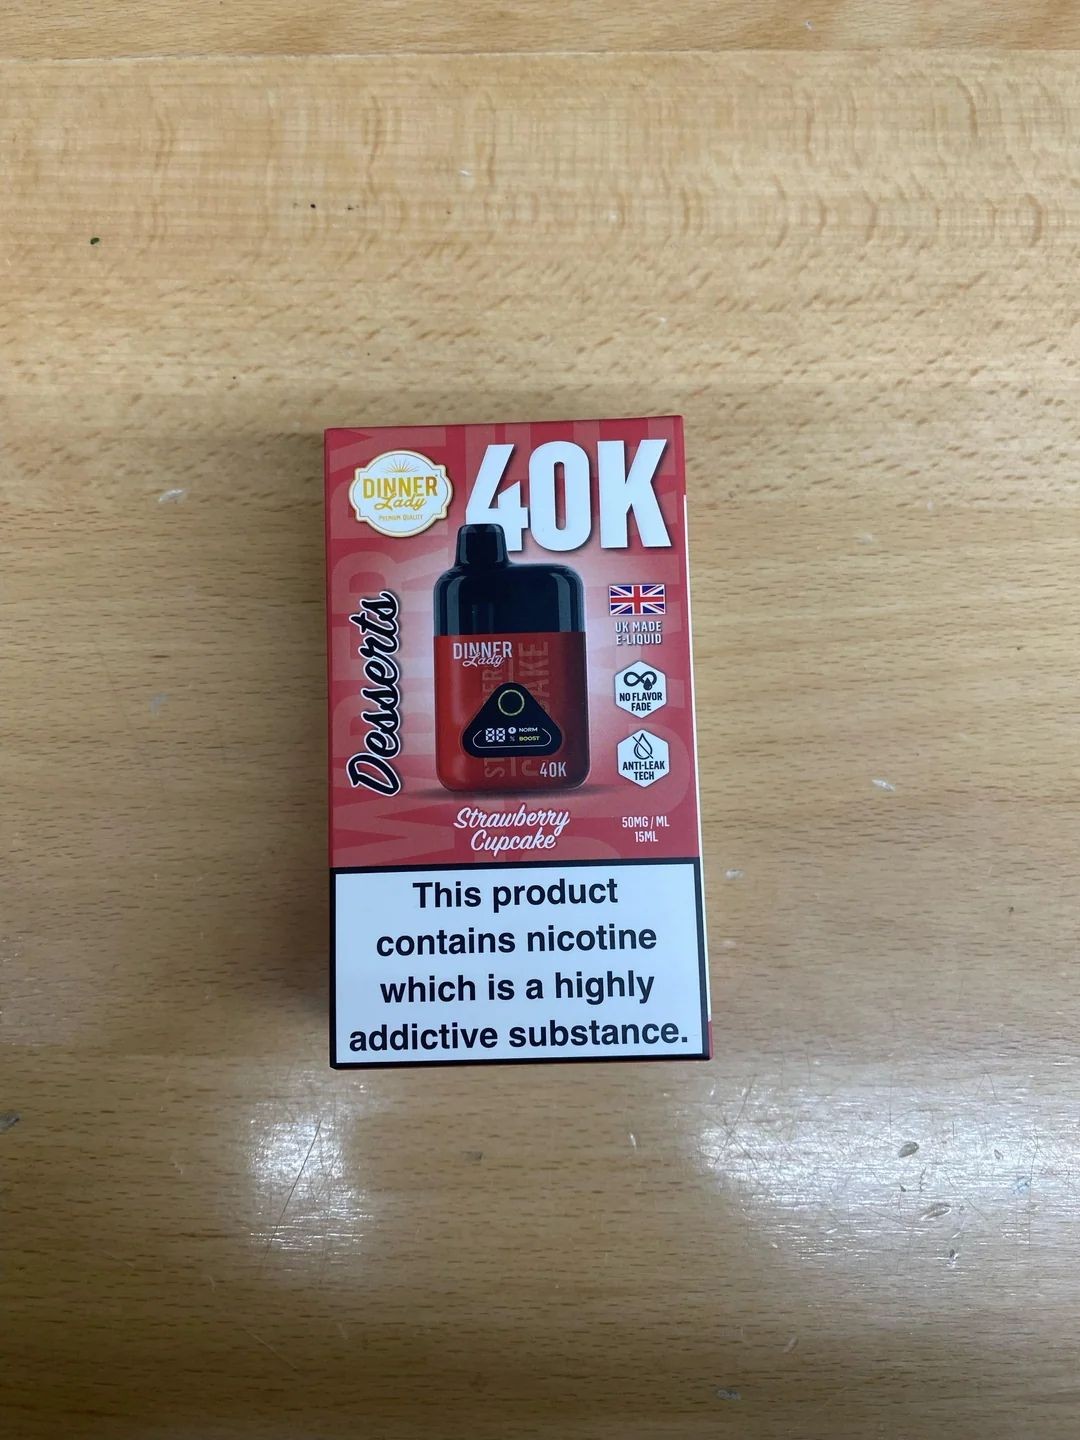 DINNER
Lady
PREMIUM QUALITY
40K
Desserts
DINNER
Lady
88
%
NORM
BOOST
40K
UK MADE
E-LIQUID
NO FLAVOR
FADE
ANTI-LEAK
TECH
Strawberry
Cupcake
50MG / ML
15ML
This product
contains nicotine
which is a highly
addictive substance.